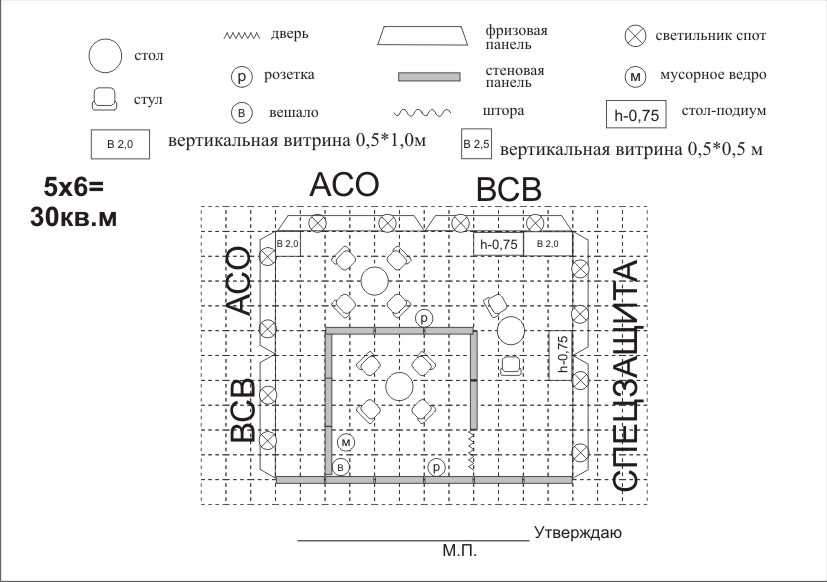 дверь
фризовая
панель
светильник спот
стол
р
розетка
стеновая
панель
м
мусорное ведро
стул
в
вешало
штора
h-0,75
стол-подиум
В 2,0
вертикальная витрина 0,5*1,0м
В 2,5
вертикальная витрина 0,5*0,5 м
5х6=
30кв.м
АСО
ВСВ
АСО
ВСВ
СПЕЦЗАЩИТА
В 2,0
h-0,75
В 2,0
р
h-0,75
м
в
р
Утверждаю
М.П.